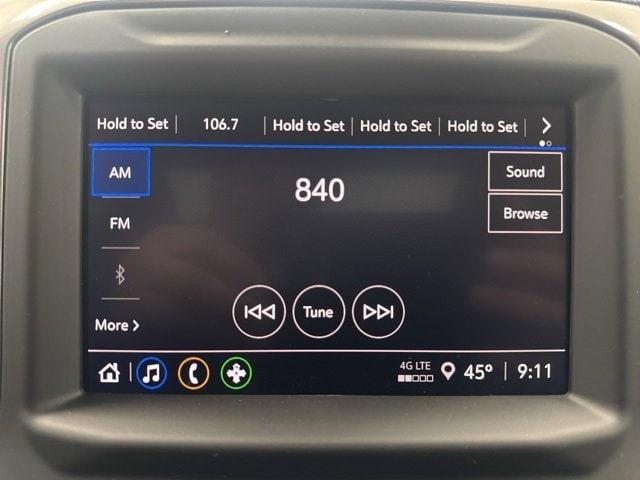 Hold to Set | 106.7 | Hold to Set | Hold to Set | Hold to Set |
AM
840
Sound
FM
Browse
Tune
More
4G LTE
45° | 9:11